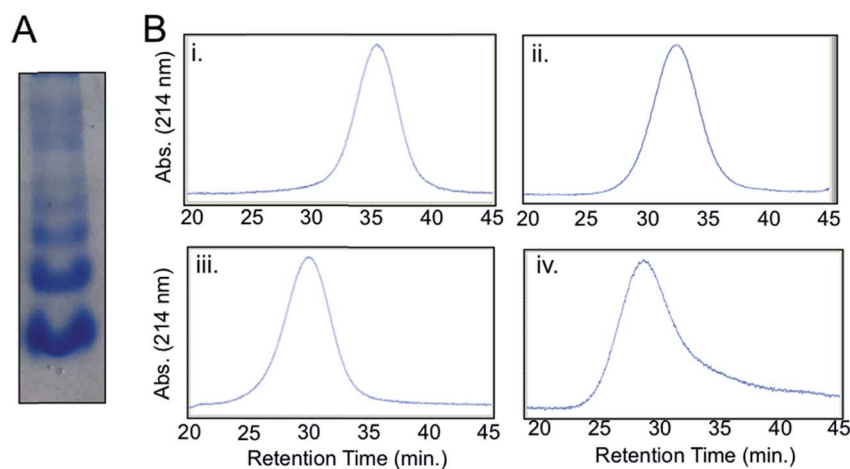 A
B
i.
Abs. (214 nm)
20 25 30 35 40 45
ii.
20 25 30 35 40 45
iii.
Abs. (214 nm)
20 25 30 35 40 45
Retention Time (min.)
iv.
20 25 30 35 40 45
Retention Time (min.)